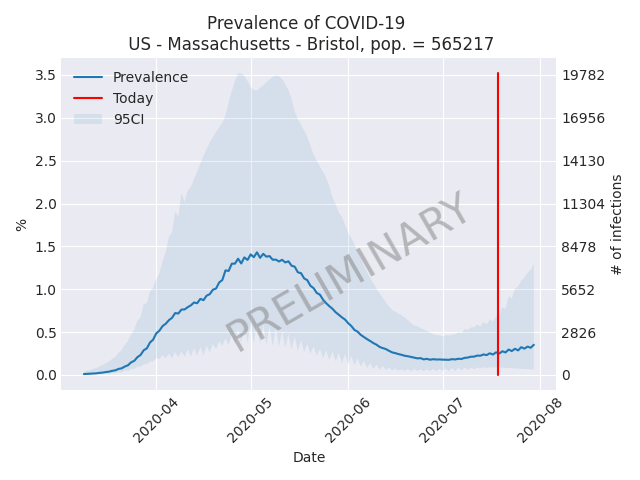 Prevalence of COVID-19
US - Massachusetts - Bristol, pop. = 565217
Prevalence
Today
95CI
3.5
3.0
2.5
2.0
1.5
1.0
0.5
0.0
%
19782
16956
14130
11304
8478
5652
2826
0
# of infections
PRELIMINARY
2020-04
2020-05
2020-06
2020-07
2020-08
Date